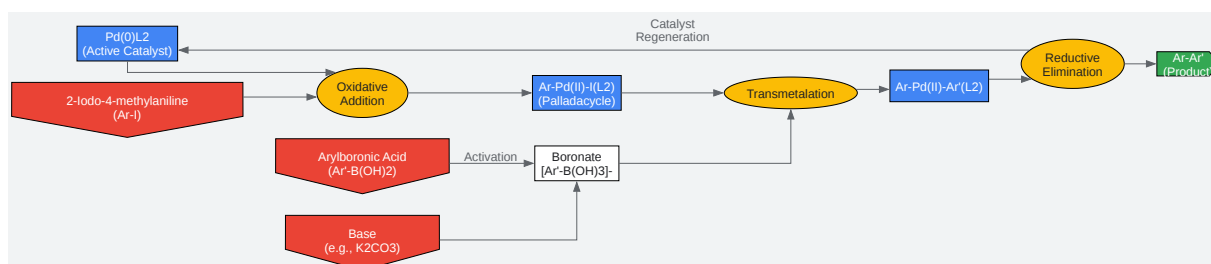 Catalyst
Regeneration
Pd(0)L2
(Active Catalyst)
2-Iodo-4-methylaniline
(Ar-I)
Oxidative
Addition
Ar-Pd(II)-I(L2)
(Palladacycle)
Transmetalation
Ar-Pd(II)-Ar'(L2)
Reductive
Elimination
Ar-Ar'
(Product)
Arylboronic Acid
(Ar'-B(OH)2)
Activation
Boronate
[Ar'-B(OH)3]-
Base
(e.g., K2CO3)